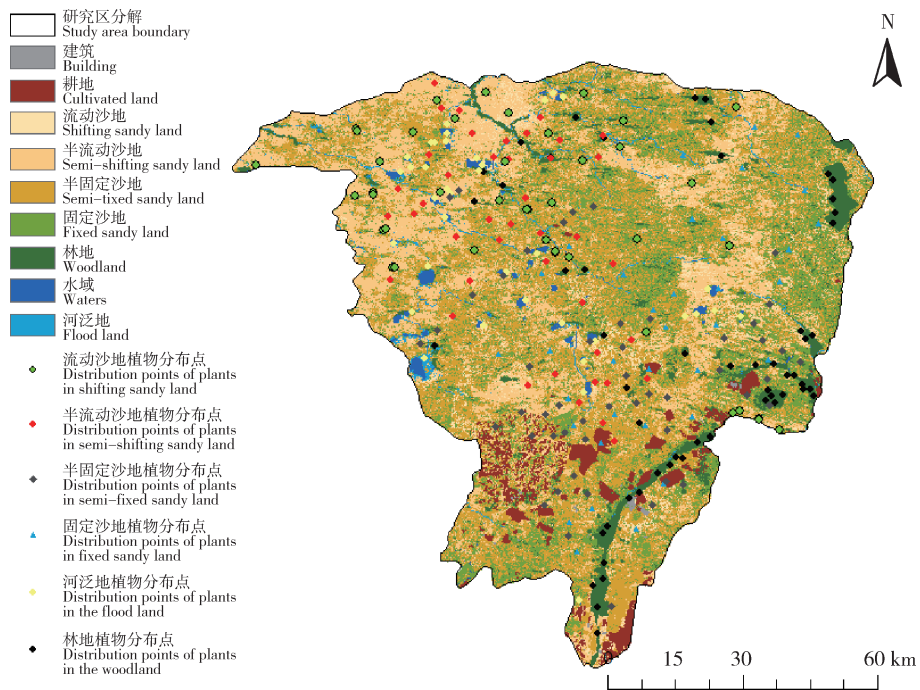 研究区分解
Study area boundary
建筑
Building
耕地
Cultivated land
流动沙地
Shifting sandy land
半流动沙地
Semi-shifting sandy land
半固定沙地
Semi-tixed sandy land
固定沙地
Fixed sandy land
林地
Woodland
水域
Waters
河泛地
Flood land
流动沙地植物分布点
Distribution points of plants
in shifting sandy land
半流动沙地植物分布点
Distribution points of plants
in semi-shifting sandy land
半固定沙地植物分布点
Distribution points of plants
in semi-fixed sandy land
固定沙地植物分布点
Distribution points of plants
in fixed sandy land
河泛地植物分布点
Distribution points of plants
in the flood land
林地植物分布点
Distribution points of plants
in the woodland
N
0 15 30 60 km